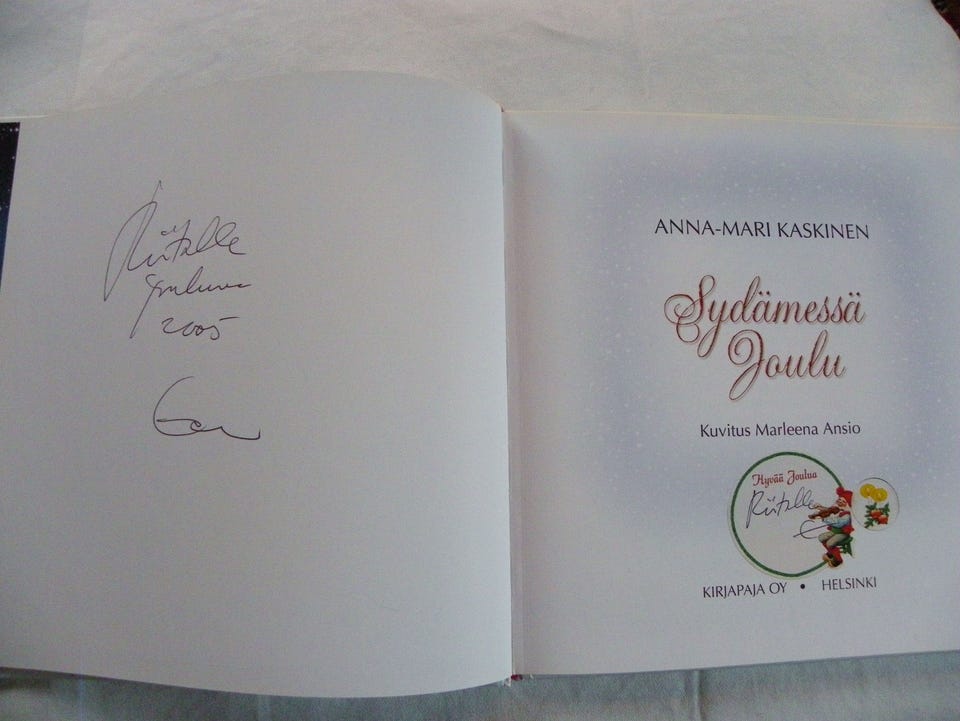 Riitalle
jouluna
2005
ANNA-MARI KASKINEN
Sydämessä
Joulu
Kuvitus Marleena Ansio
Hyvää Joulua
Riitalle
KIRJAPAJA OY • HELSINKI